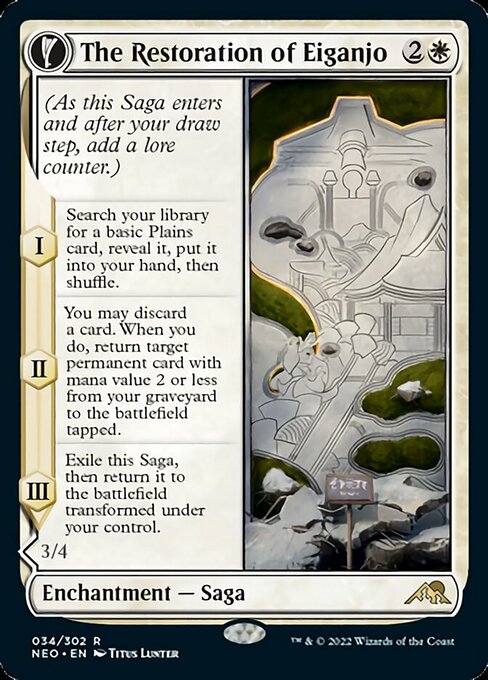 The Restoration of Eiganjo 2
(As this Saga enters
and after your draw
step, add a lore
counter.)
I
Search your library
for a basic Plains
card, reveal it, put it
into your hand, then
shuffle.
II
You may discard
a card. When you
do, return target
permanent card with
mana value 2 or less
from your graveyard
to the battlefield
tapped.
III
Exile this Saga,
then return it to
the battlefield
transformed under
your control.
3/4
Enchantment — Saga
034/302 R
NEO • EN Titus Lunter
™ & © 2022 Wizards of the Coast